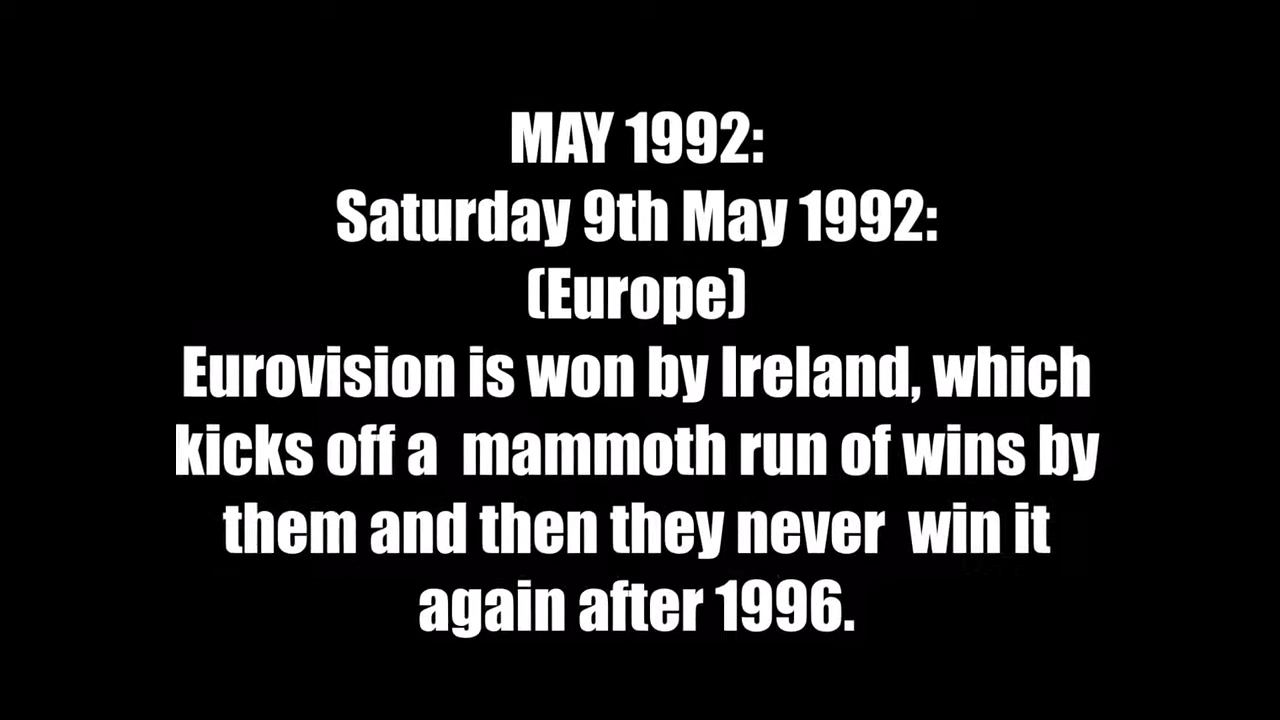 MAY 1992:
Saturday 9th May 1992:
(Europe)
Eurovision is won by Ireland, which
kicks off a  mammoth run of wins by
them and then they never  win it
again after 1996.